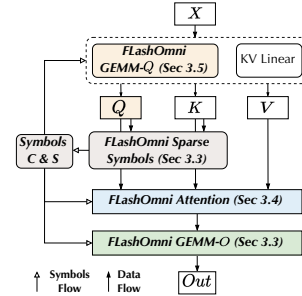 X
FLashOmni
GEMM-Q (Sec 3.5)
KV Linear
Q
K
V
Symbols
C & S
FLashOmni Sparse
Symbols (Sec 3.3)
FLashOmni Attention (Sec 3.4)
FLashOmni GEMM-O (Sec 3.3)
Symbols
Flow
Data
Flow
Out